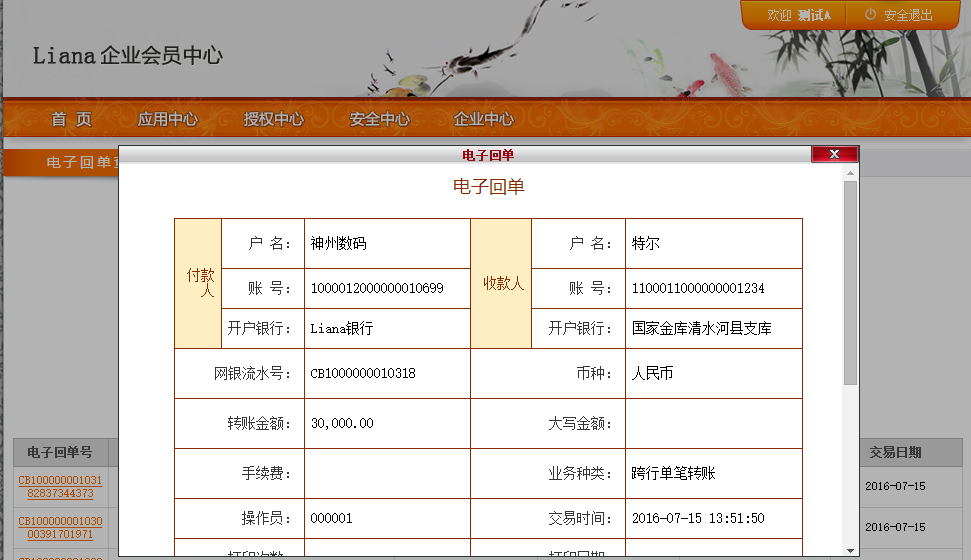 欢迎 测试A 安全退出
Liana 企业会员中心
首 页 应用中心 授权中心 安全中心 企业中心
电子回单
电子回单
电子回单
付款人 户 名: 神州数码 收款人 户 名: 特尔
账 号: 1000012000000010699 账 号: 1100011000000001234
开户银行: Liana银行 开户银行: 国家金库清水河县支库
网银流水号: CB1000000010318 币种: 人民币
转账金额: 30,000.00 大写金额:
手续费: 业务种类: 跨行单笔转账
操作员: 000001 交易时间: 2016-07-15 13:51:50
电子回单号 交易日期
CB100000001031
82837344373 2016-07-15
CB100000001030
00391701971 2016-07-15